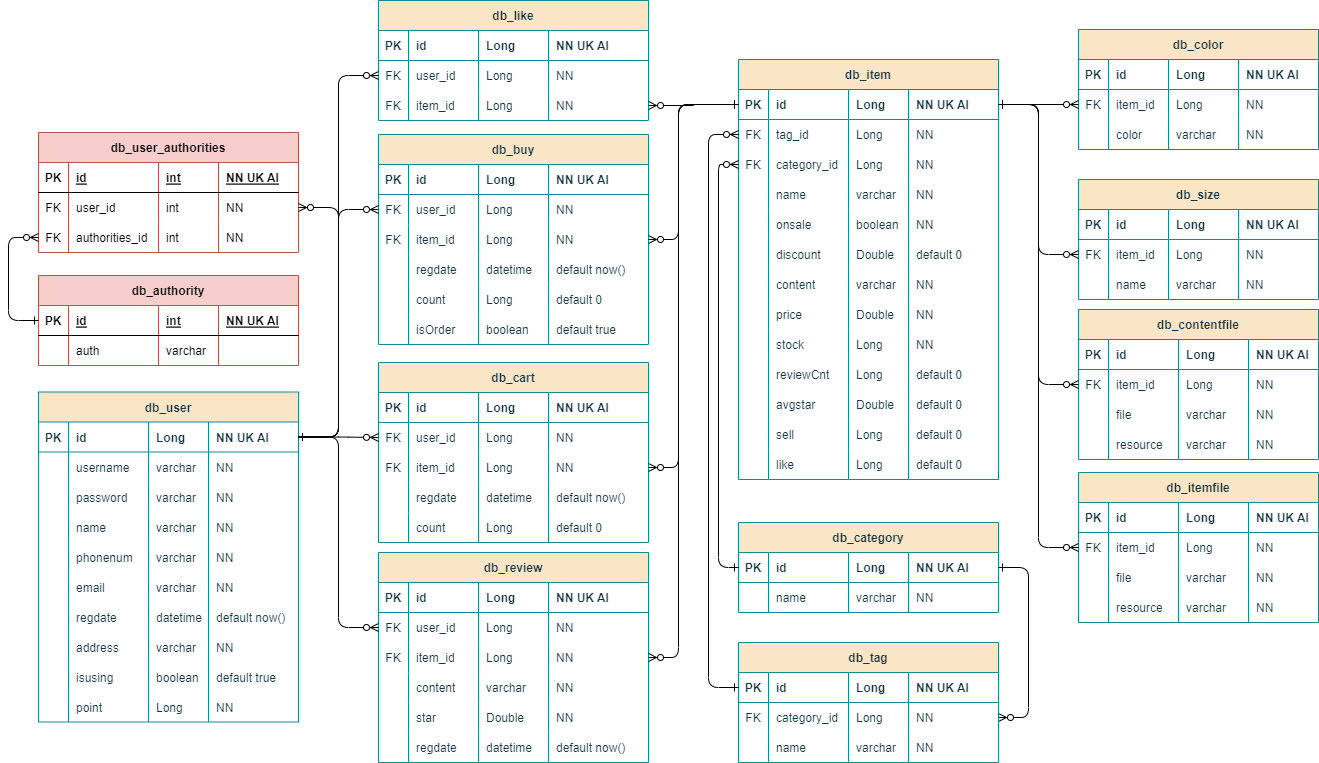 db_like
PK id Long NN UK AI
FK user_id Long NN
FK item_id Long NN
db_buy
PK id Long NN UK AI
FK user_id Long NN
FK item_id Long NN
regdate datetime default now()
count Long default 0
isOrder boolean default true
db_cart
PK id Long NN UK AI
FK user_id Long NN
FK item_id Long NN
regdate datetime default now()
count Long default 0
db_review
PK id Long NN UK AI
FK user_id Long NN
FK item_id Long NN
content varchar NN
star Double NN
regdate datetime default now()
db_user_authorities
PK id int NN UK AI
FK user_id int NN
FK authorities_id int NN
db_authority
PK id int NN UK AI
auth varchar
db_user
PK id Long NN UK AI
username varchar NN
password varchar NN
name varchar NN
phonenum varchar NN
email varchar NN
regdate datetime default now()
address varchar NN
isusing boolean default true
point Long NN
db_item
PK id Long NN UK AI
FK tag_id Long NN
FK category_id Long NN
name varchar NN
onsale boolean NN
discount Double default 0
content varchar NN
price Double NN
stock Long NN
reviewCnt Long default 0
avgstar Double default 0
sell Long default 0
like Long default 0
db_category
PK id Long NN UK AI
name varchar NN
db_tag
PK id Long NN UK AI
FK category_id Long NN
name varchar NN
db_color
PK id Long NN UK AI
FK item_id Long NN
color varchar NN
db_size
PK id Long NN UK AI
FK item_id Long NN
name varchar NN
db_contentfile
PK id Long NN UK AI
FK item_id Long NN
file varchar NN
resource varchar NN
db_itemfile
PK id Long NN UK AI
FK item_id Long NN
file varchar NN
resource varchar NN